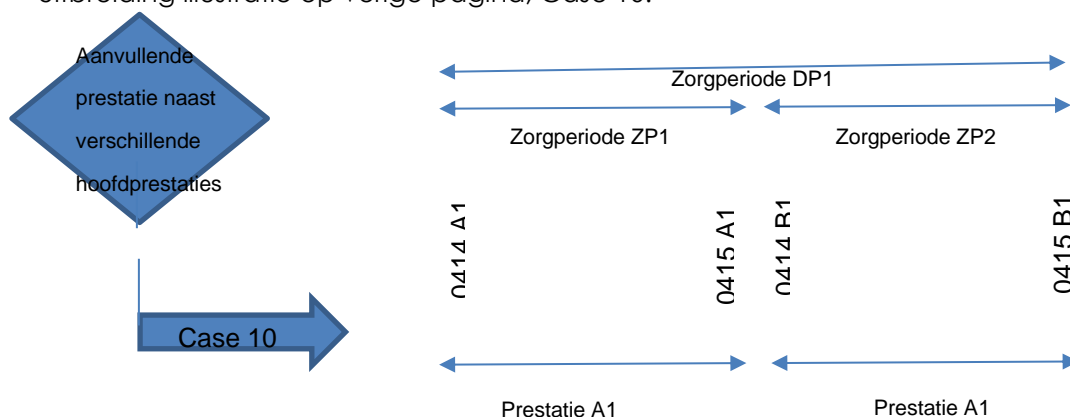 Aanvullende
prestatie naast
verschillende
hoofdprestaties
Zorgperiode DP1
Zorgperiode ZP1
Zorgperiode ZP2
0414 A1
0415 A1
0414 B1
0415 B1
Case 10
Prestatie A1
Prestatie A1